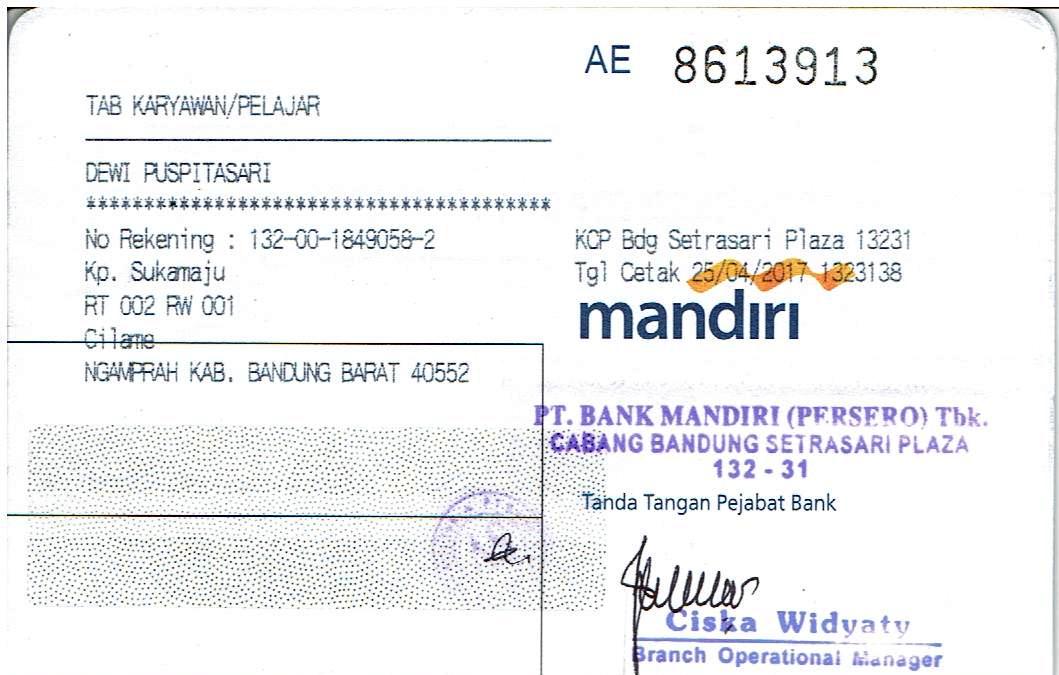 AE 8613913
TAB KARYAWAN/PELAJAR
DEWI PUSPITASARI
****************************************
No Rekening : 132-00-1849058-2
Kp. Sukamaju
RT 002 RW 001
Cilame
NGAMPRAH KAB. BANDUNG BARAT 40552
KCP Bdg Setrasari Plaza 13231
Tgl Cetak 25/04/2017 1323138
mandiri
PT. BANK MANDIRI (PERSERO) Tbk.
CABANG BANDUNG SETRASARI PLAZA
132 - 31
Tanda Tangan Pejabat Bank
Ciska Widyaty
Branch Operational Manager